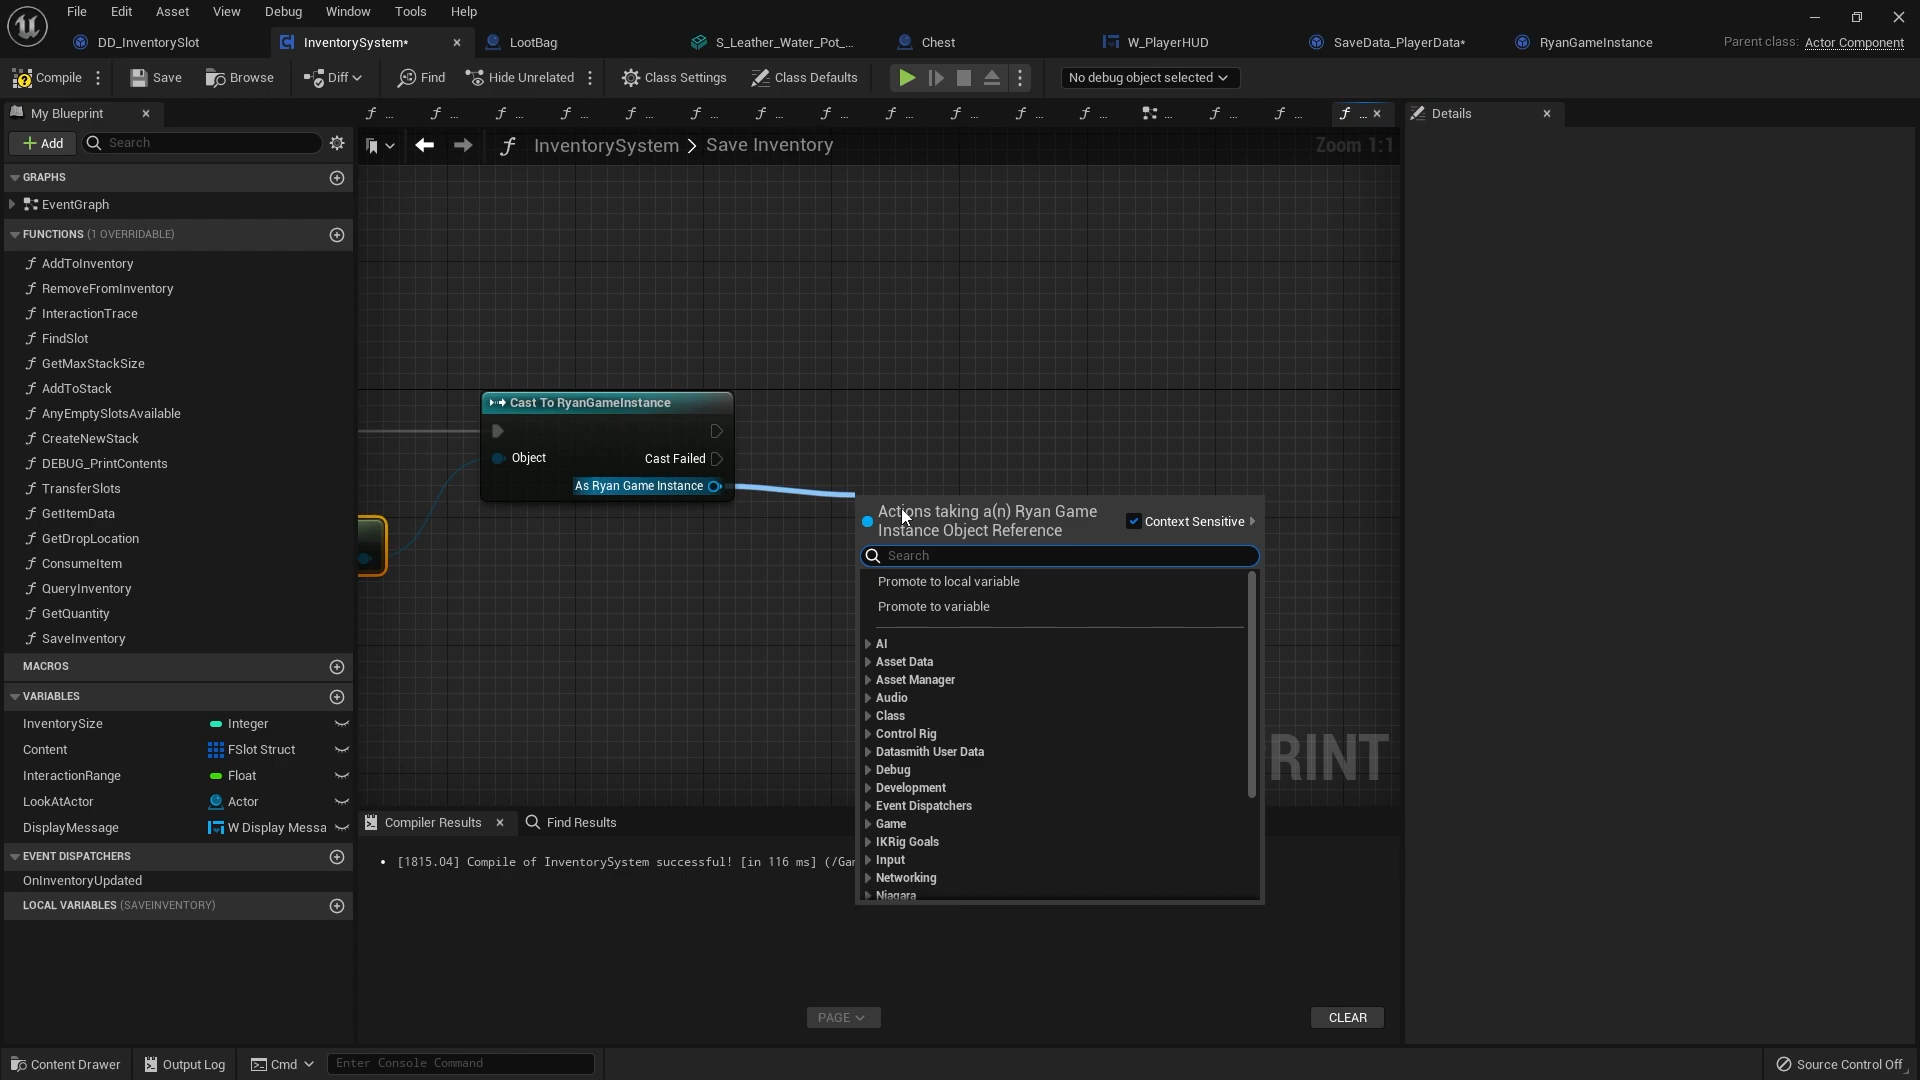 File Edit Asset View Debug Window Tools Help
DD_InventorySlot InventorySystem* LootBag S_Leather_Water_Pot_... Chest W_PlayerHUD SaveData_PlayerData* RyanGameInstance Parent class: Actor Component
Compile Save Browse Diff Find Hide Unrelated Class Settings Class Defaults No debug object selected
My Blueprint Details
Add Search InventorySystem > Save Inventory Zoom 1:1
GRAPHS
EventGraph
FUNCTIONS (1 OVERRIDABLE)
AddToInventory
RemoveFromInventory
InteractionTrace
FindSlot
GetMaxStackSize
AddToStack
AnyEmptySlotsAvailable
CreateNewStack
DEBUG_PrintContents
TransferSlots
GetItemData
GetDropLocation
ConsumeItem
QueryInventory
GetQuantity
SaveInventory
MACROS
VARIABLES
InventorySize Integer
Content FSlot Struct
InteractionRange Float
LookAtActor Actor
DisplayMessage W Display Messa
EVENT DISPATCHERS
OnInventoryUpdated
LOCAL VARIABLES (SAVEINVENTORY)
Cast To RyanGameInstance
Object Cast Failed
As Ryan Game Instance
Actions taking a(n) Ryan Game
Instance Object Reference
Context Sensitive
Search
Promote to local variable
Promote to variable
AI
Asset Data
Asset Manager
Audio
Class
Control Rig
Datasmith User Data
Debug
Development
Event Dispatchers
Game
IKRig Goals
Input
Networking
Niagara
PRINT
Compiler Results Find Results
[1815.04] Compile of InventorySystem successful! [in 116 ms] (/Ga
PAGE CLEAR
Content Drawer Output Log Cmd Enter Console Command Source Control Off